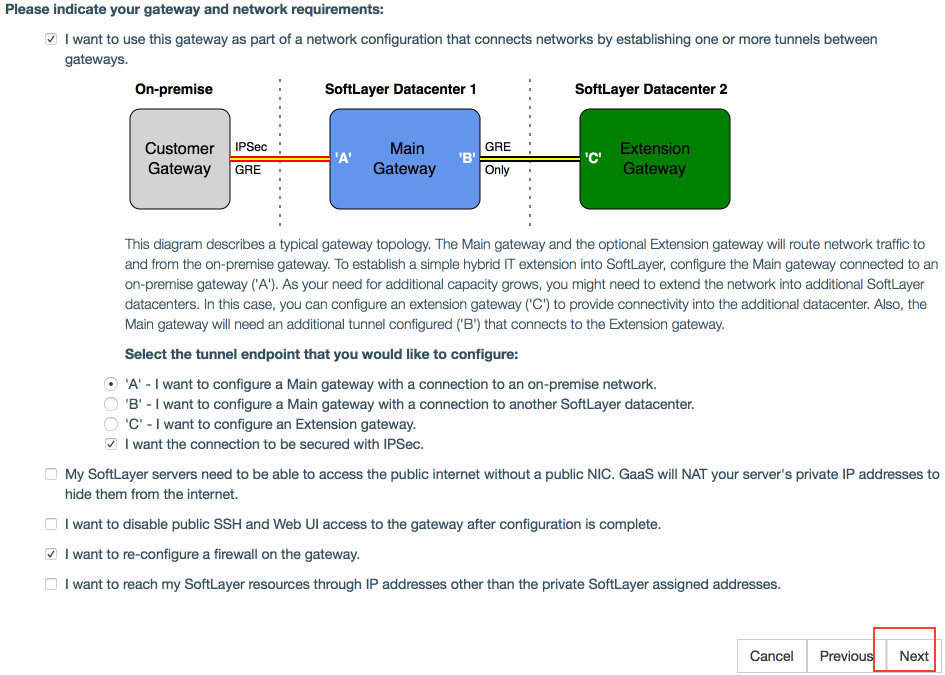 Please indicate your gateway and network requirements:
I want to use this gateway as part of a network configuration that connects networks by establishing one or more tunnels between
gateways.
On-premise
SoftLayer Datacenter 1
SoftLayer Datacenter 2
Customer
Gateway
IPSec
GRE
'A'
Main
Gateway
'B'
GRE
Only
'C'
Extension
Gateway
This diagram describes a typical gateway topology. The Main gateway and the optional Extension gateway will route network traffic to
and from the on-premise gateway. To establish a simple hybrid IT extension into SoftLayer, configure the Main gateway connected to an
on-premise gateway ('A'). As your need for additional capacity grows, you might need to extend the network into additional SoftLayer
datacenters. In this case, you can configure an extension gateway ('C') to provide connectivity into the additional datacenter. Also, the
Main gateway will need an additional tunnel configured ('B') that connects to the Extension gateway.
Select the tunnel endpoint that you would like to configure:
'A' - I want to configure a Main gateway with a connection to an on-premise network.
'B' - I want to configure a Main gateway with a connection to another SoftLayer datacenter.
'C' - I want to configure an Extension gateway.
I want the connection to be secured with IPSec.
My SoftLayer servers need to be able to access the public internet without a public NIC. GaaS will NAT your server's private IP addresses to
hide them from the internet.
I want to disable public SSH and Web UI access to the gateway after configuration is complete.
I want to re-configure a firewall on the gateway.
I want to reach my SoftLayer resources through IP addresses other than the private SoftLayer assigned addresses.
Cancel
Previous
Next